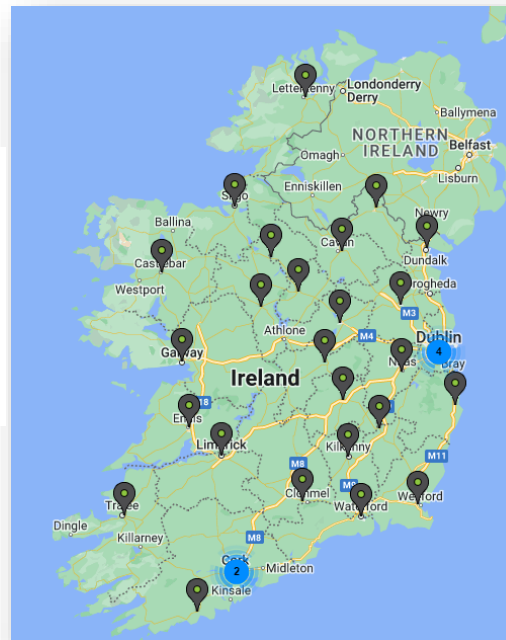 Letterkenny
Londonderry
Derry
Ballymena
NORTHERN
IRELAND
Omagh
Belfast
Lisburn
Enniskillen
Sligo
Newry
Ballina
Cavan
Castlebar
Dundalk
Westport
Drogheda
M3
Athlone
M4
Dublin
Galway
4
Naas
Bray
Ireland
18
Ennis
Limerick
Kilkenny
M11
M8
Clonmel
M9
Wexford
Tralee
Waterford
Dingle
Killarney
M8
Cork
2
Midleton
Kinsale